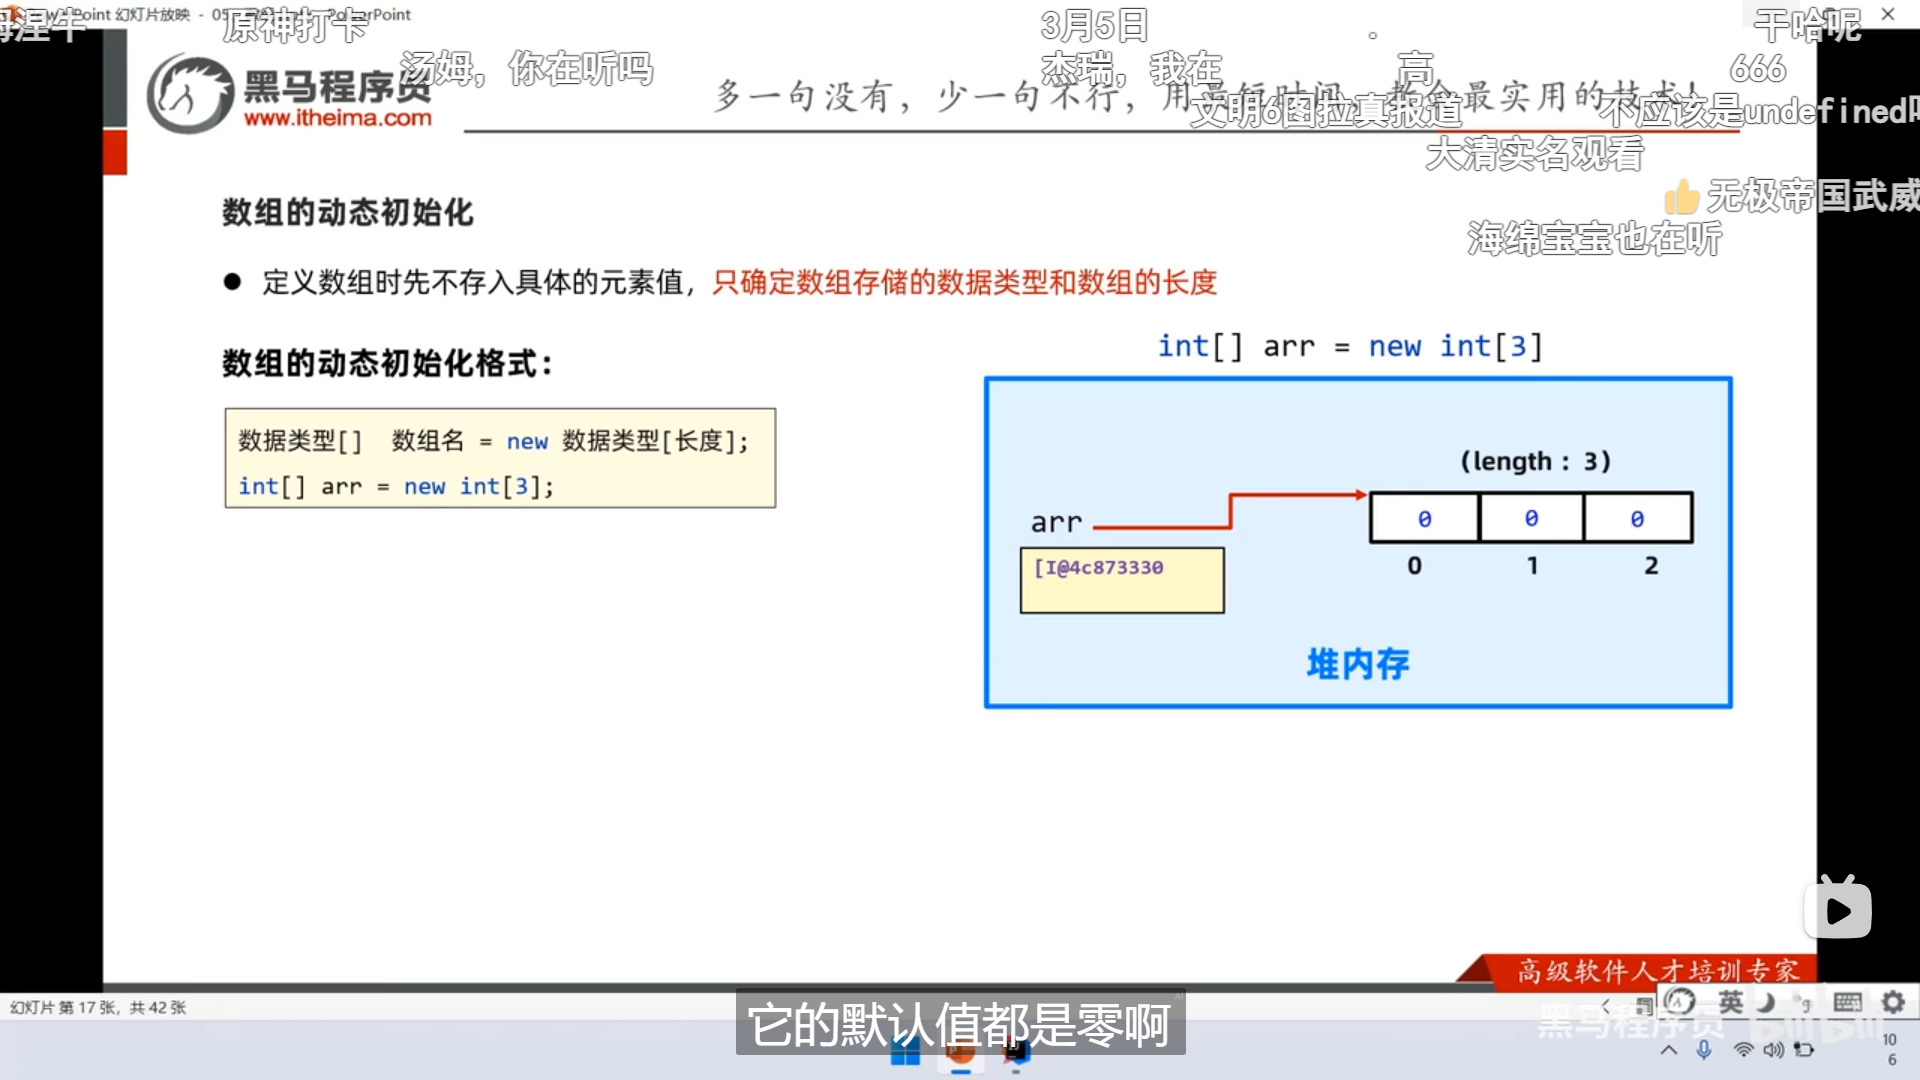 PowerPoint 幻灯片放映 - 05
PowerPoint
海涅牛
原神打卡
3月5日
.
干哈呢
汤姆，你在听吗
杰瑞，我在
高
666
黑马程序员
www.itheima.com
多一句没有，少一句不行，用最短时间，教会最实用的技术！
文明6图拉真报道
不应该是undefined吗
大清实名观看
无极帝国武威
海绵宝宝也在听
数组的动态初始化
● 定义数组时先不存入具体的元素值，只确定数组存储的数据类型和数组的长度
数组的动态初始化格式：
数据类型[] 数组名 = new 数据类型[长度];
int[] arr = new int[3];
int[] arr = new int[3]
(length：3)
arr
0 0 0
[I@4c873330
0 1 2
堆内存
高级软件人才培训专家
幻灯片 第 17 张，共 42 张
它的默认值都是零啊
黑马程序员
bilibili
英
10
6